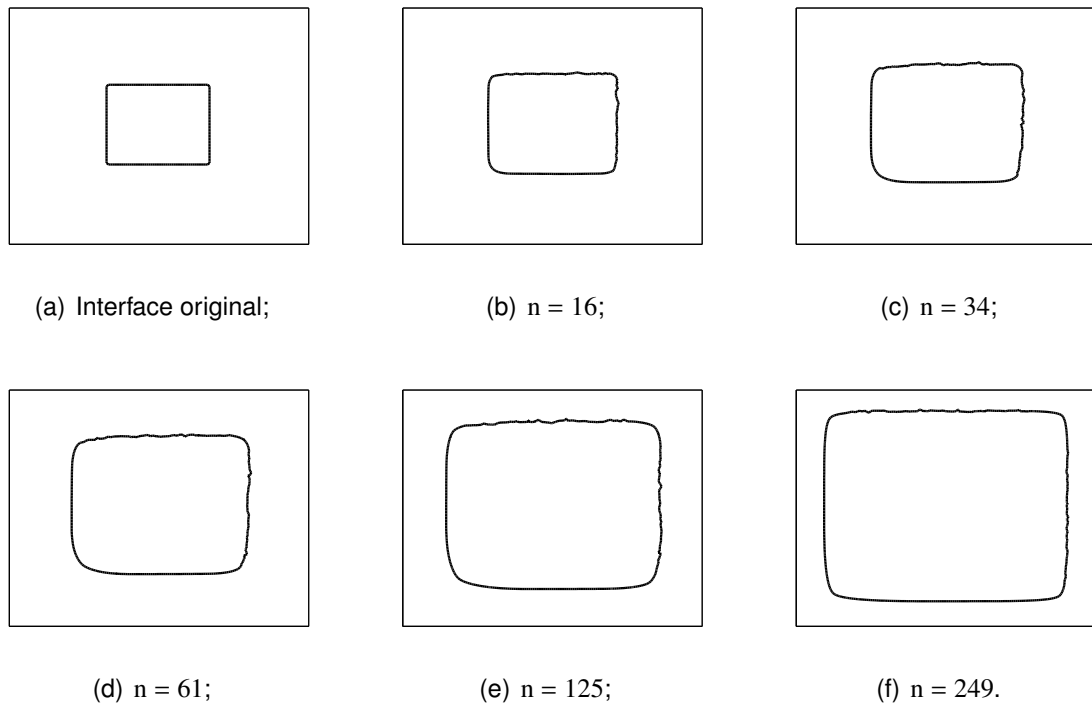 (a) Interface original;
(b) n = 16;
(c) n = 34;
(d) n = 61;
(e) n = 125;
(f) n = 249.